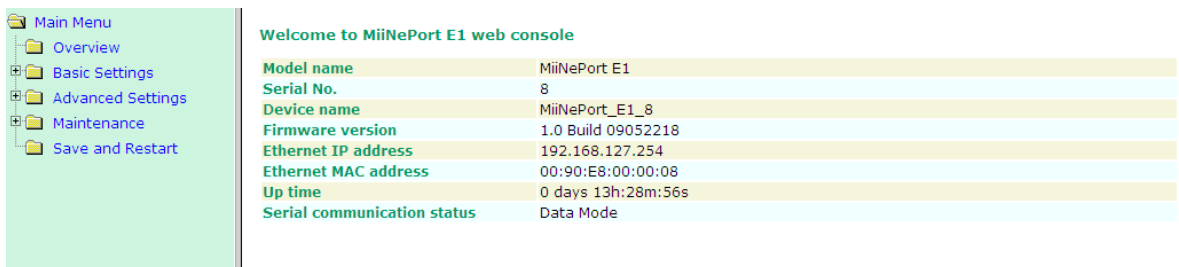 Main Menu
Overview
Basic Settings
Advanced Settings
Maintenance
Save and Restart
Welcome to MiiNePort E1 web console
Model name MiiNePort E1
Serial No. 8
Device name MiiNePort_E1_8
Firmware version 1.0 Build 09052218
Ethernet IP address 192.168.127.254
Ethernet MAC address 00:90:E8:00:00:08
Up time 0 days 13h:28m:56s
Serial communication status Data Mode